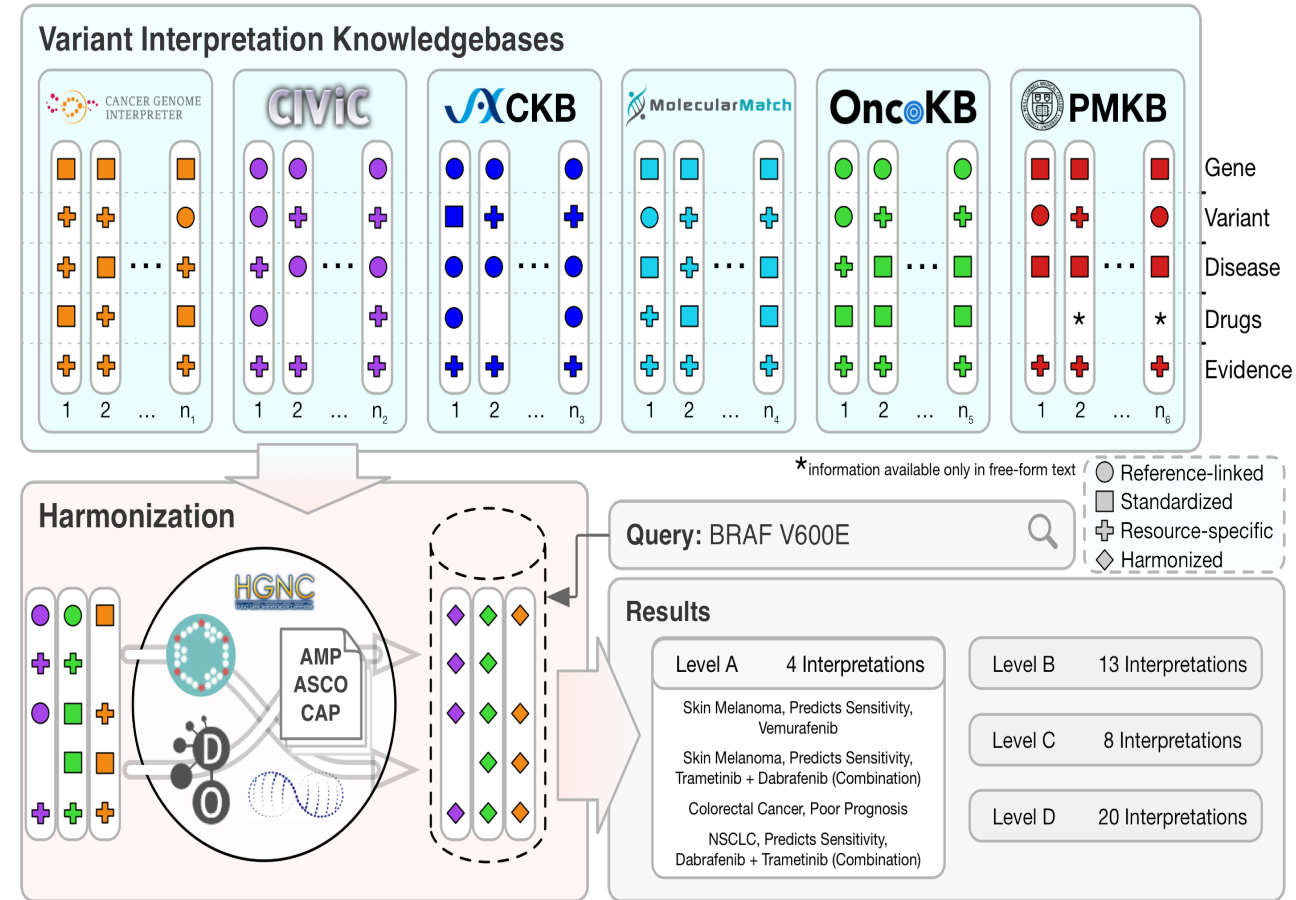 Variant Interpretation Knowledgebases
CANCER GENOME
INTERPRETER
CIViC
CKB
MolecularMatch
OncoKB
PMKB
Gene
Variant
Disease
Drugs
Evidence
... ... ... ... ... ...
* *
1 2 ... n1
1 2 ... n2
1 2 ... n3
1 2 ... n4
1 2 ... n5
1 2 ... n6
*information available only in free-form text
Reference-linked
Standardized
Resource-specific
Harmonized
Harmonization
HGNC
AMP
ASCO
CAP
D
O
Query: BRAF V600E
Results
Level A 4 Interpretations
Skin Melanoma, Predicts Sensitivity,
Vemurafenib
Skin Melanoma, Predicts Sensitivity,
Trametinib + Dabrafenib (Combination)
Colorectal Cancer, Poor Prognosis
NSCLC, Predicts Sensitivity,
Dabrafenib + Trametinib (Combination)
Level B 13 Interpretations
Level C 8 Interpretations
Level D 20 Interpretations